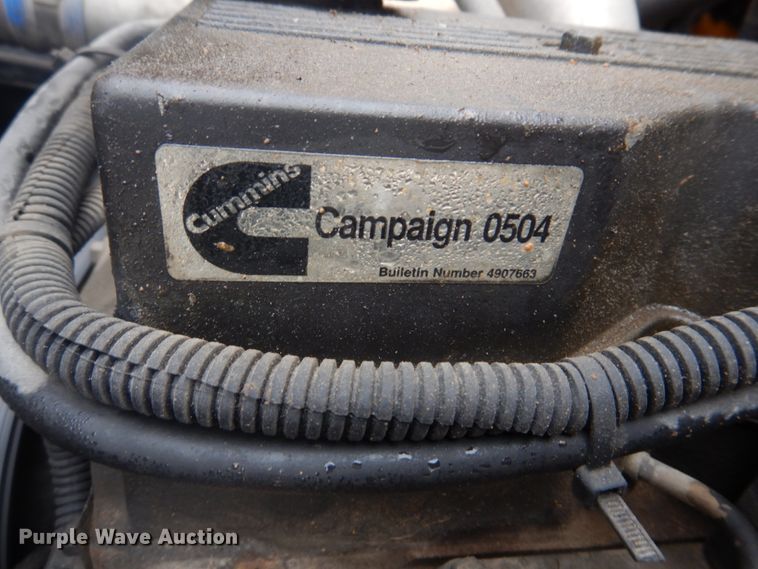 Cummins
Campaign 0504
Bulletin Number 4907663
Purple Wave Auction